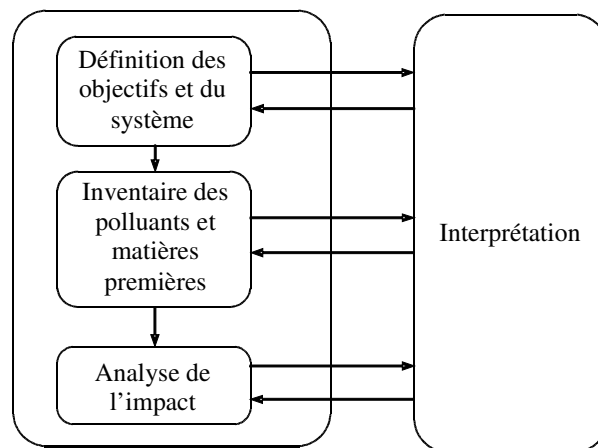 Définition des
objectifs et du
système
Inventaire des
polluants et
matières
premières
Interprétation
Analyse de
l’impact